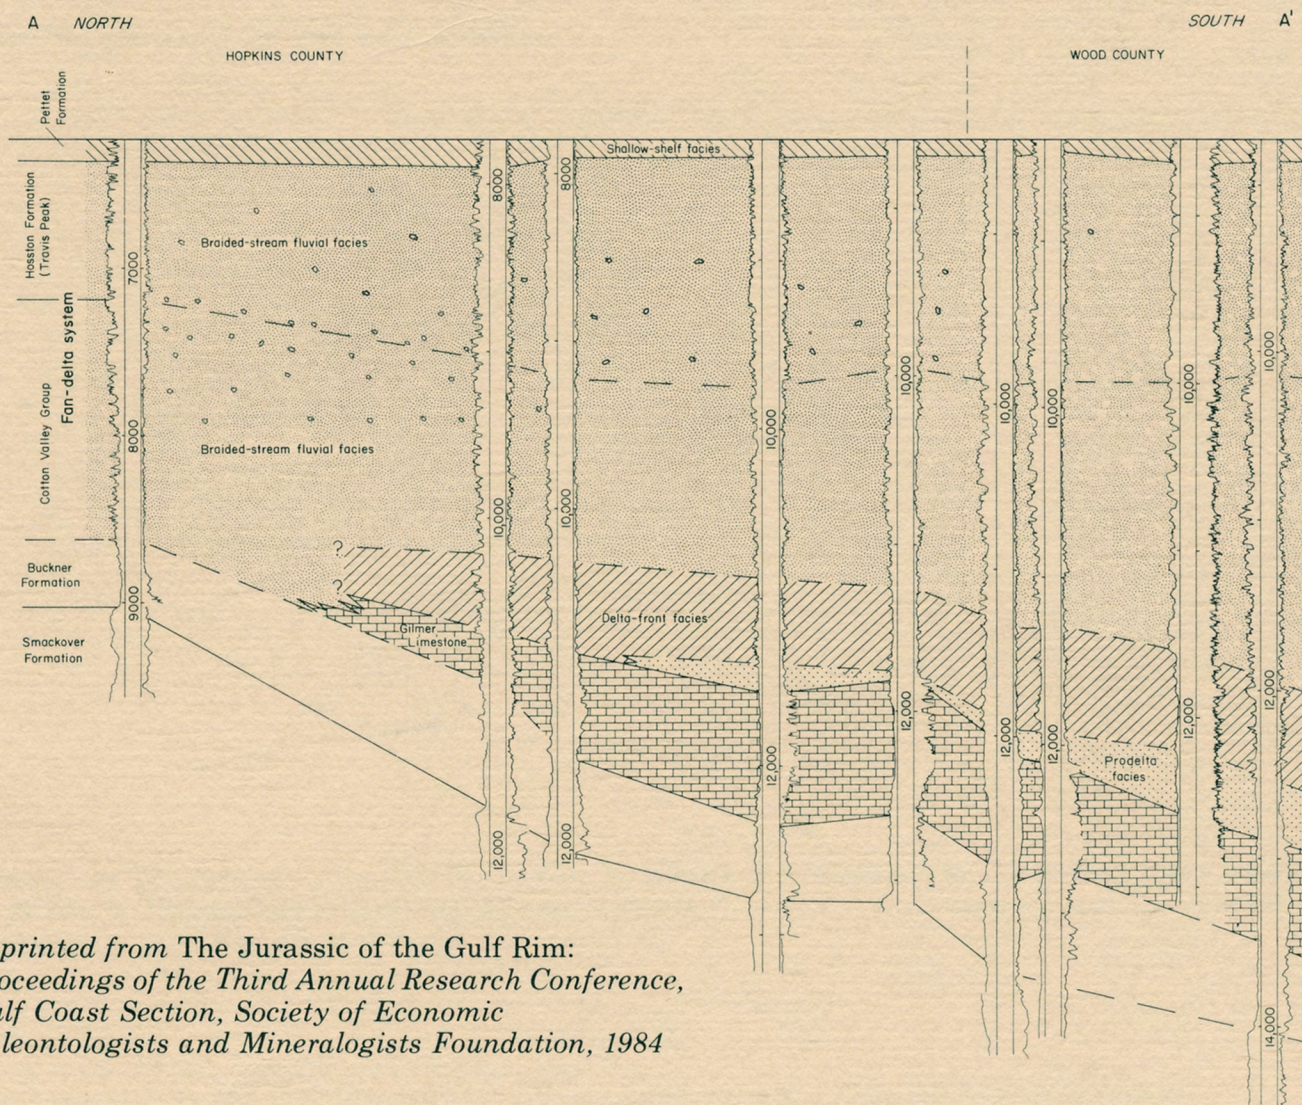 A NORTH
SOUTH A'
HOPKINS COUNTY
WOOD COUNTY
Pettet
Formation
Shallow-shelf facies
Hosston Formation
(Travis Peak)
Braided-stream fluvial facies
7000
8000
8000
Fan-delta system
Cotton Valley Group
Braided-stream fluvial facies
8000
10,000
10,000
10,000
10,000
10,000
10,000
10,000
10,000
?
?
Buckner
Formation
9000
Delta-front facies
Gilmer
Limestone
Smackover
Formation
Prodelta
facies
12,000
12,000
12,000
12,000
12,000
12,000
12,000
12,000
14,000
printed from The Jurassic of the Gulf Rim:
oceedings of the Third Annual Research Conference,
lf Coast Section, Society of Economic
leontologists and Mineralogists Foundation, 1984